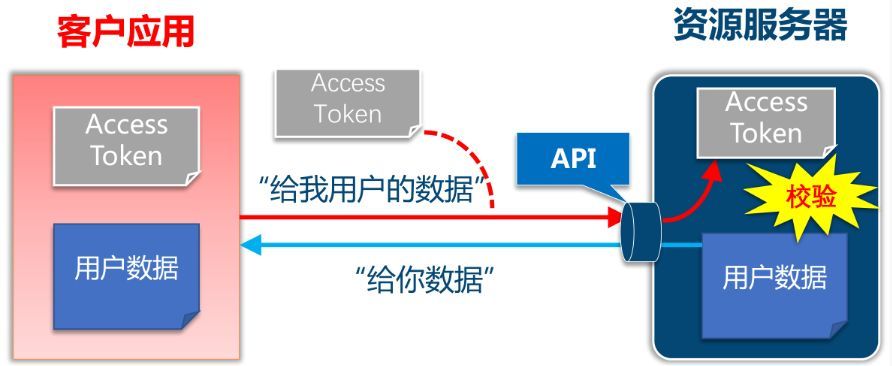 客户应用
资源服务器
Access
Token
Access
Token
Access
Token
API
“给我用户的数据”
校验
用户数据
用户数据
“给你数据”